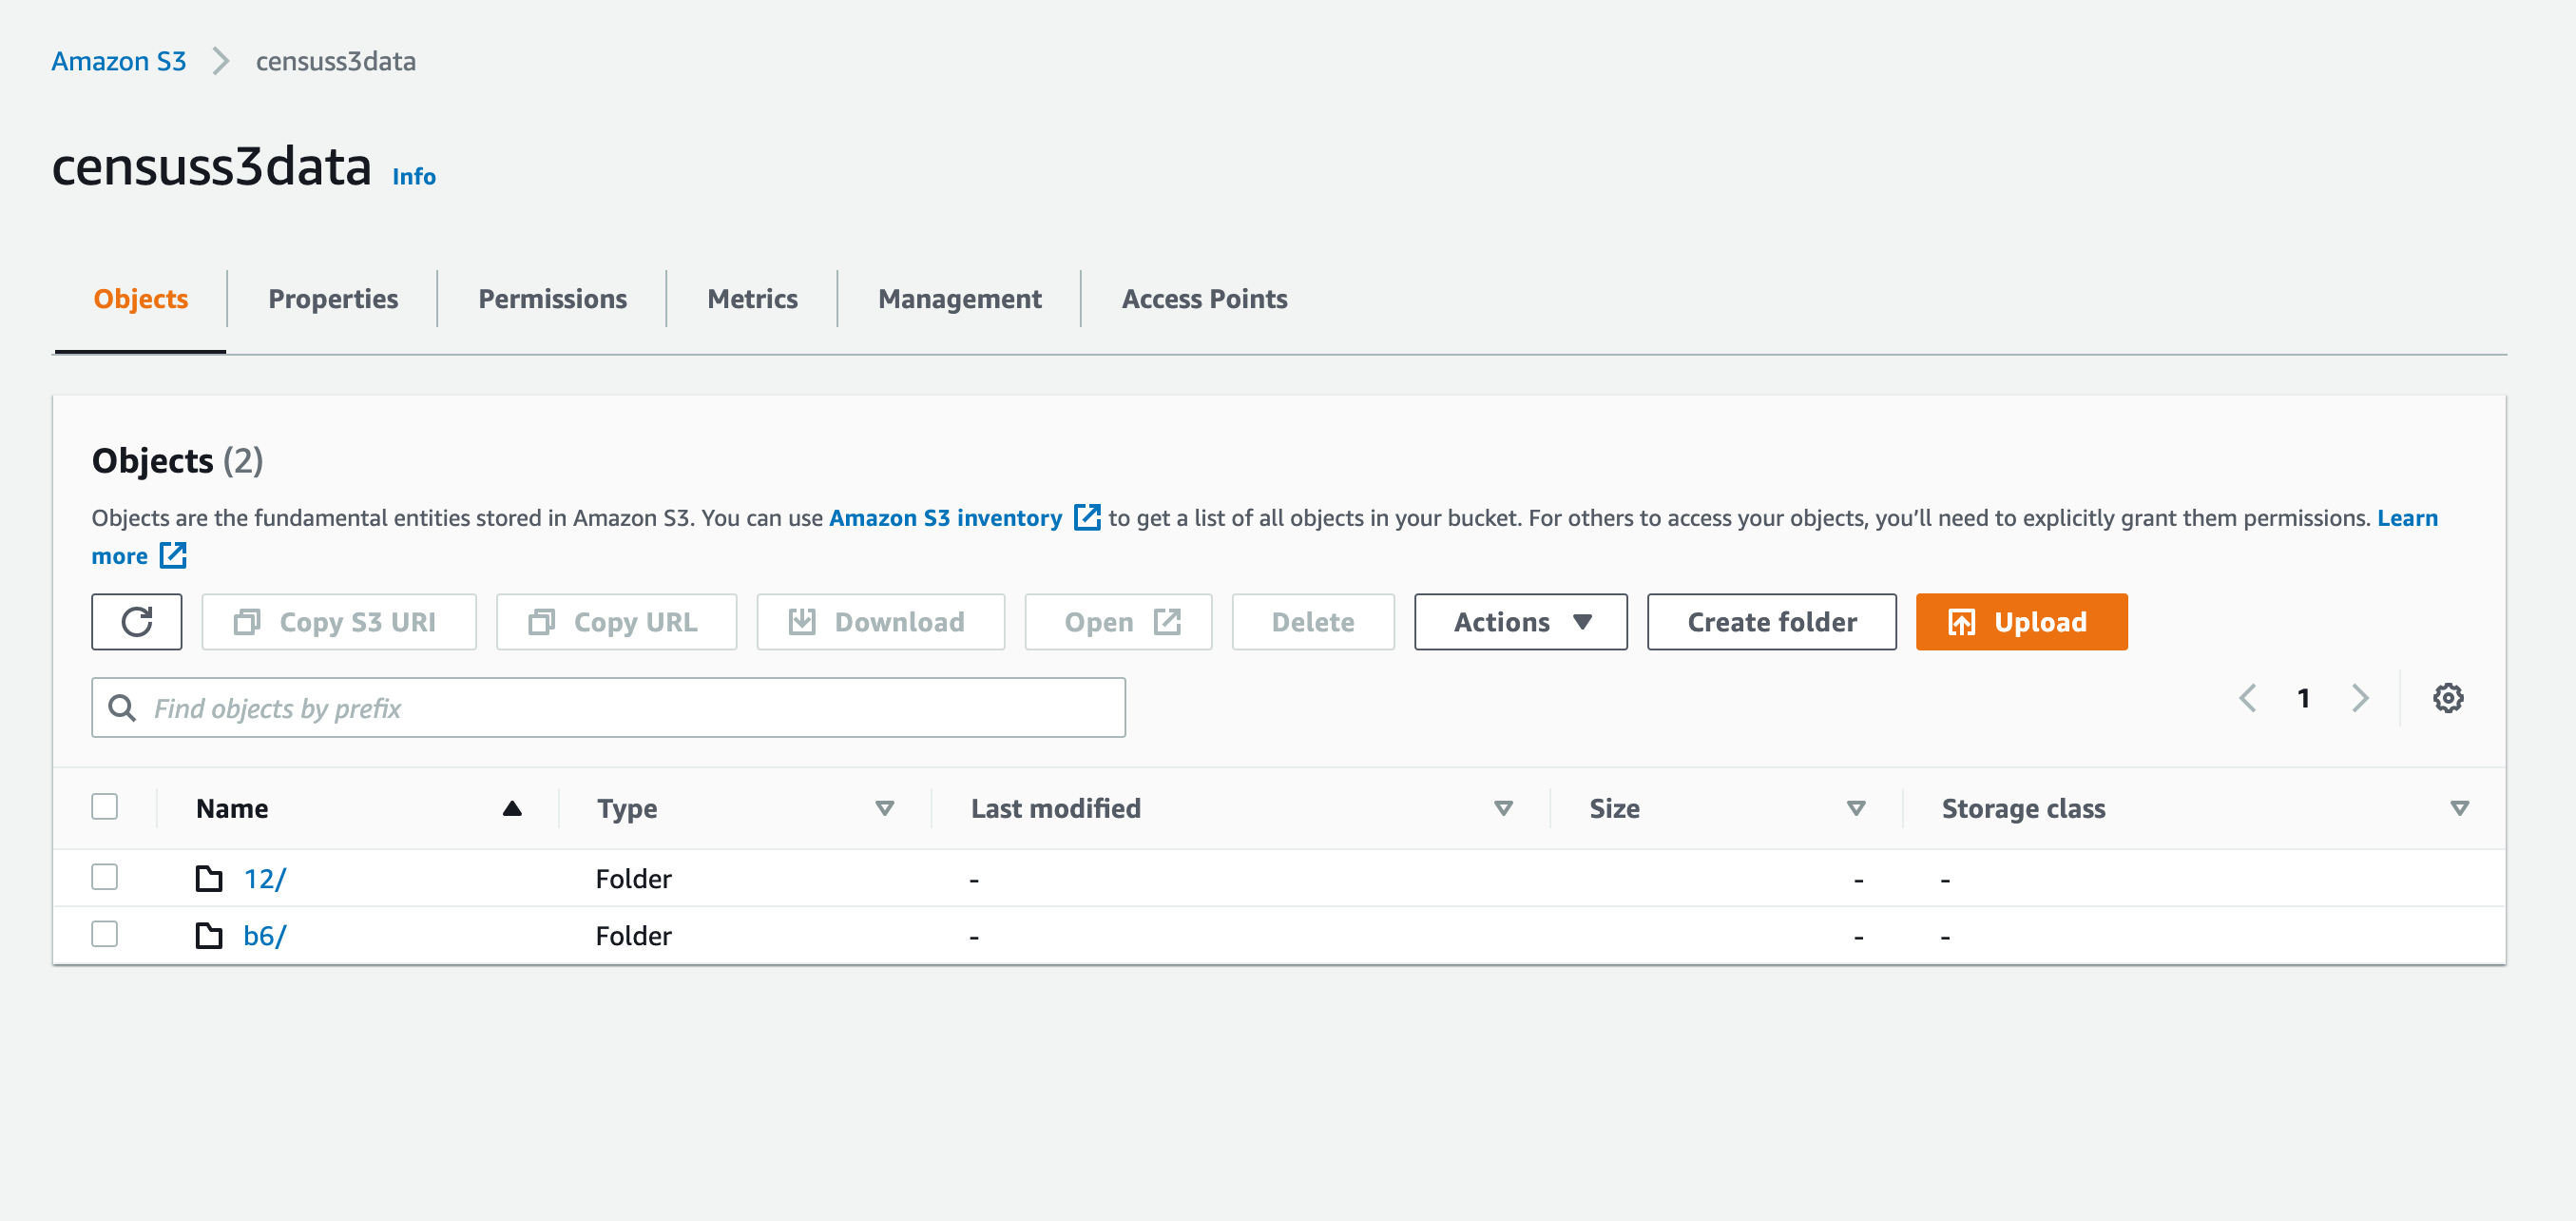 Amazon S3 censuss3data
censuss3data Info
Objects Properties Permissions Metrics Management Access Points
Objects (2)
Objects are the fundamental entities stored in Amazon S3. You can use Amazon S3 inventory to get a list of all objects in your bucket. For others to access your objects, you’ll need to explicitly grant them permissions. Learn
more
Copy S3 URI Copy URL Download Open Delete Actions Create folder Upload
Find objects by prefix 1
Name Type Last modified Size Storage class
12/ Folder - - -
b6/ Folder - - -